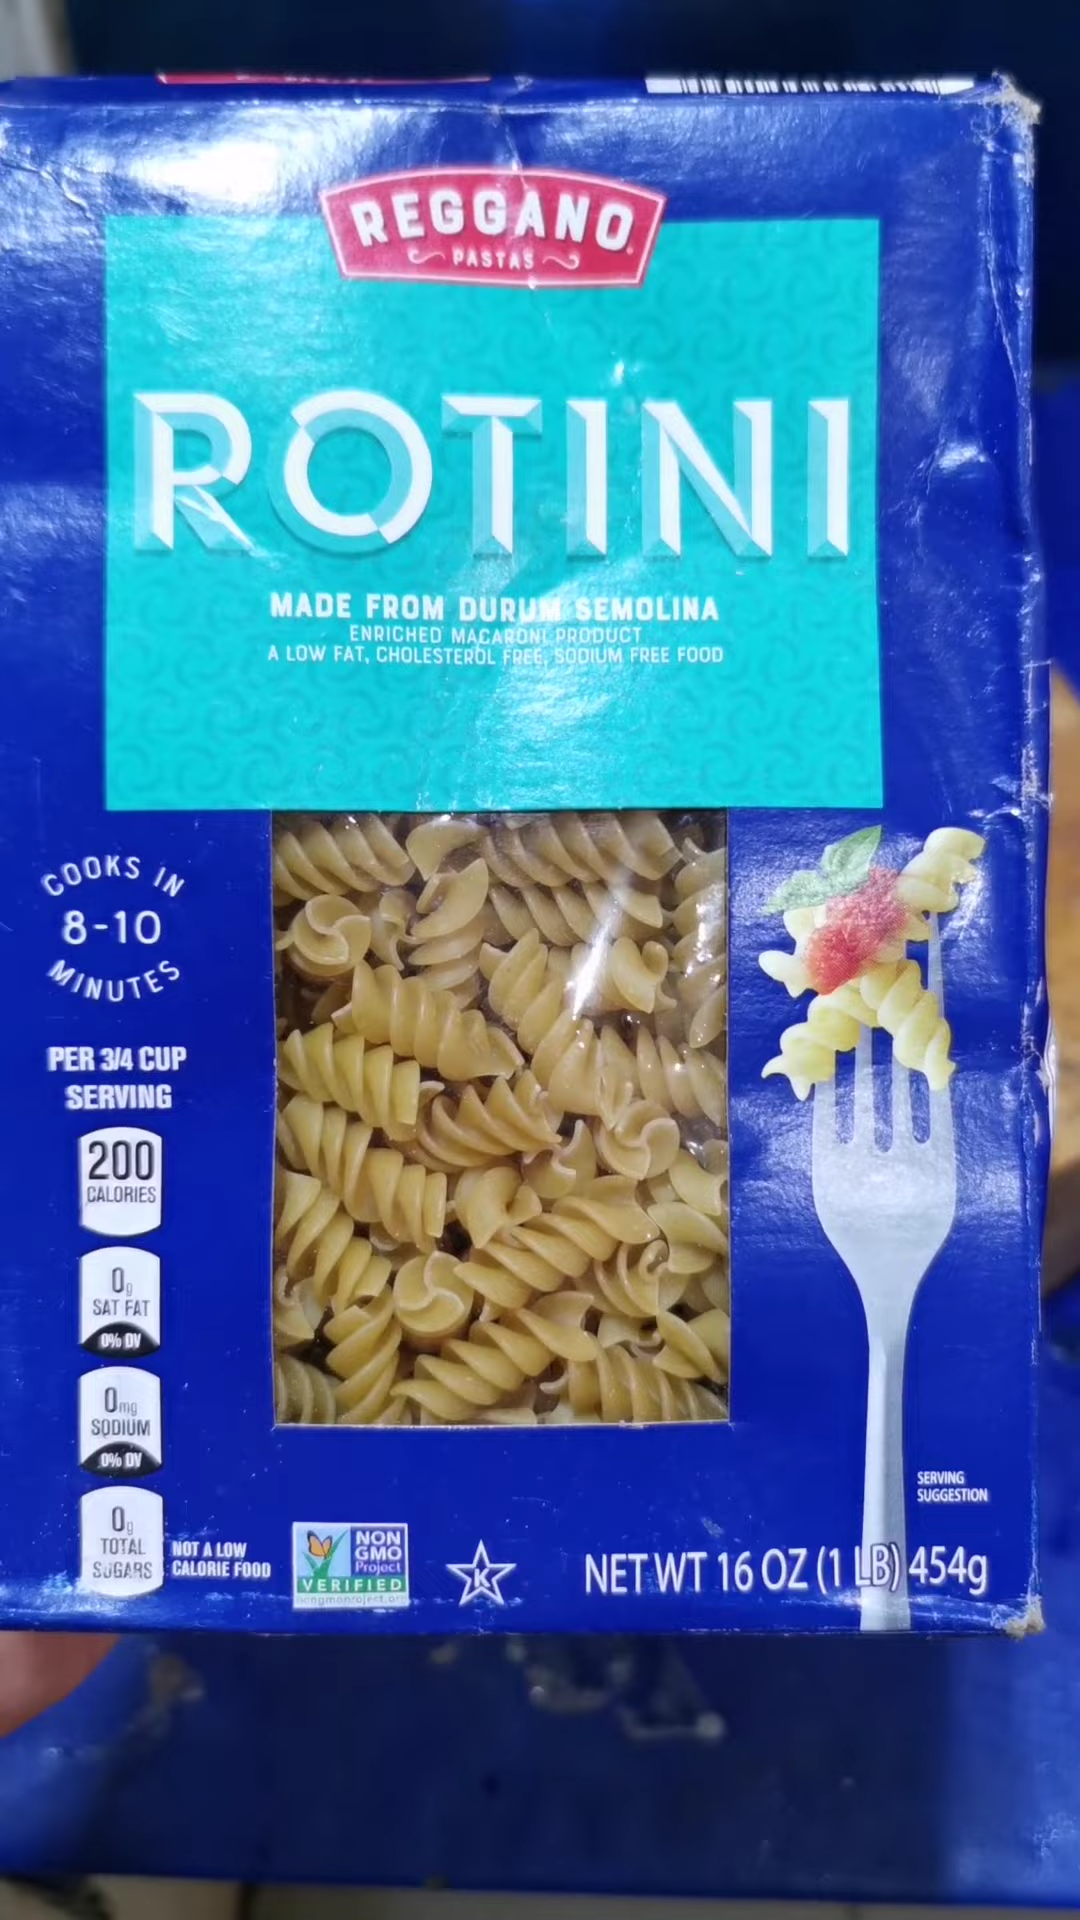 REGGANO
PASTAS
ROTINI
MADE FROM DURUM SEMOLINA
ENRICHED MACARONI PRODUCT
A LOW FAT, CHOLESTEROL FREE, SODIUM FREE FOOD
COOKS IN
8-10
MINUTES
PER 3/4 CUP
SERVING
200
CALORIES
0g
SAT FAT
0% DV
0mg
SODIUM
0% DV
0g
TOTAL
SUGARS
NOT A LOW
CALORIE FOOD
NON
GMO
Project
VERIFIED
nongmoproject.org
K
SERVING
SUGGESTION
NET WT 16 OZ (1 LB) 454g